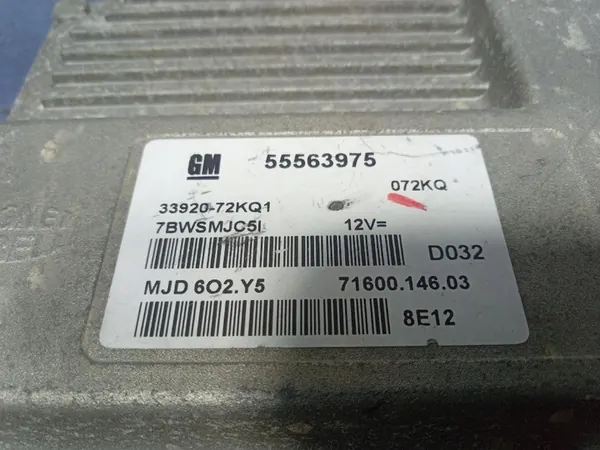 GM 55563975
072KQ
33920-72KQ1
7BWSMJC5I 12V=
D032
MJD 6O2.Y5 71600.146.03
8E12